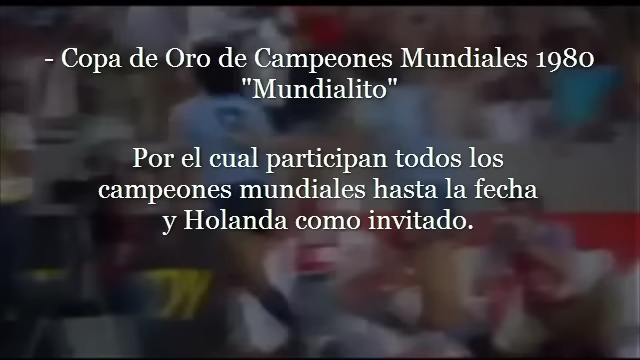 - Copa de Oro de Campeones Mundiales 1980
"Mundialito"
Por el cual participan todos los
campeones mundiales hasta la fecha
y Holanda como invitado.